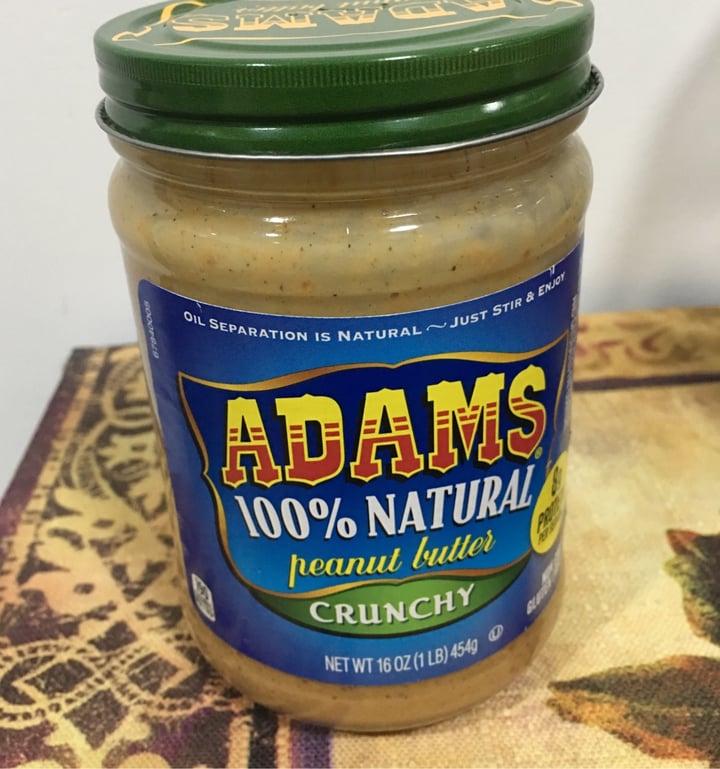 ADAMS
OIL SEPARATION IS NATURAL ~ JUST STIR & ENJOY
67940005
ADAMS
100% NATURAL
peanut butter
CRUNCHY
NET WT 16 OZ (1 LB) 454g